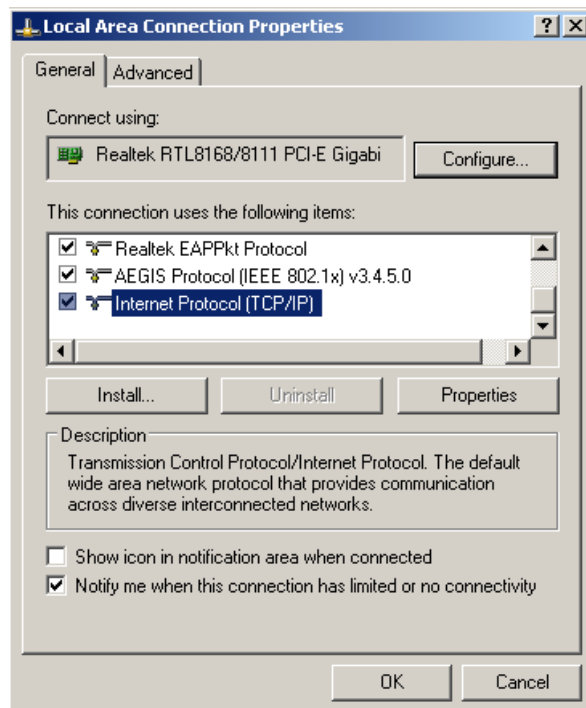 Local Area Connection Properties
General
Advanced
Connect using:
Realtek RTL8168/8111 PCI-E Gigabi
Configure...
This connection uses the following items:
Realtek EAPPkt Protocol
AEGIS Protocol (IEEE 802.1x) v3.4.5.0
Internet Protocol (TCP/IP)
Install...
Uninstall
Properties
Description
Transmission Control Protocol/Internet Protocol. The default
wide area network protocol that provides communication
across diverse interconnected networks.
Show icon in notification area when connected
Notify me when this connection has limited or no connectivity
OK
Cancel